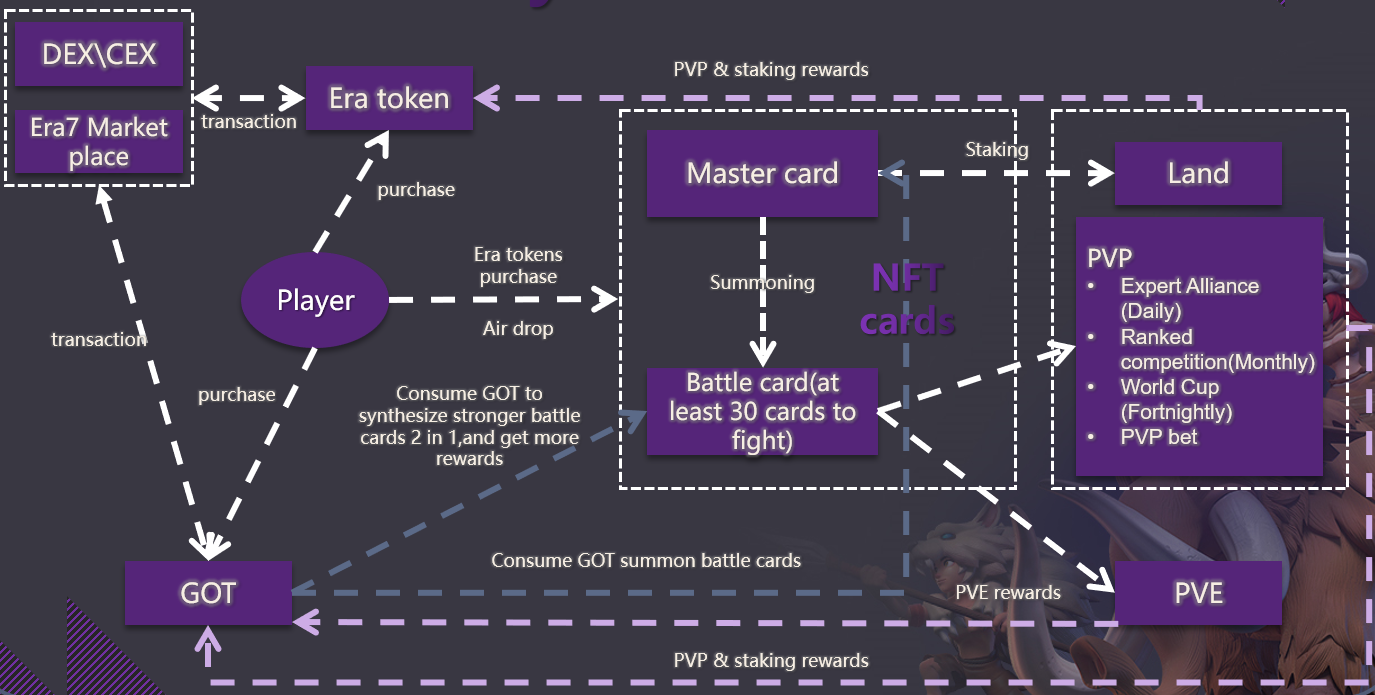 DEX\CEX
Era7 Market
place
transaction
Era token
PVP & staking rewards
purchase
Master card
Staking
Land
Era tokens
purchase
Air drop
Player
Summoning
NFT
cards
PVP
• Expert Alliance
(Daily)
• Ranked
competition(Monthly)
• World Cup
(Fortnightly)
• PVP bet
transaction
purchase
Consume GOT to
synthesize stronger battle
cards 2 in 1,and get more
rewards
Battle card(at
least 30 cards to
fight)
GOT
Consume GOT summon battle cards
PVE rewards
PVE
PVP & staking rewards